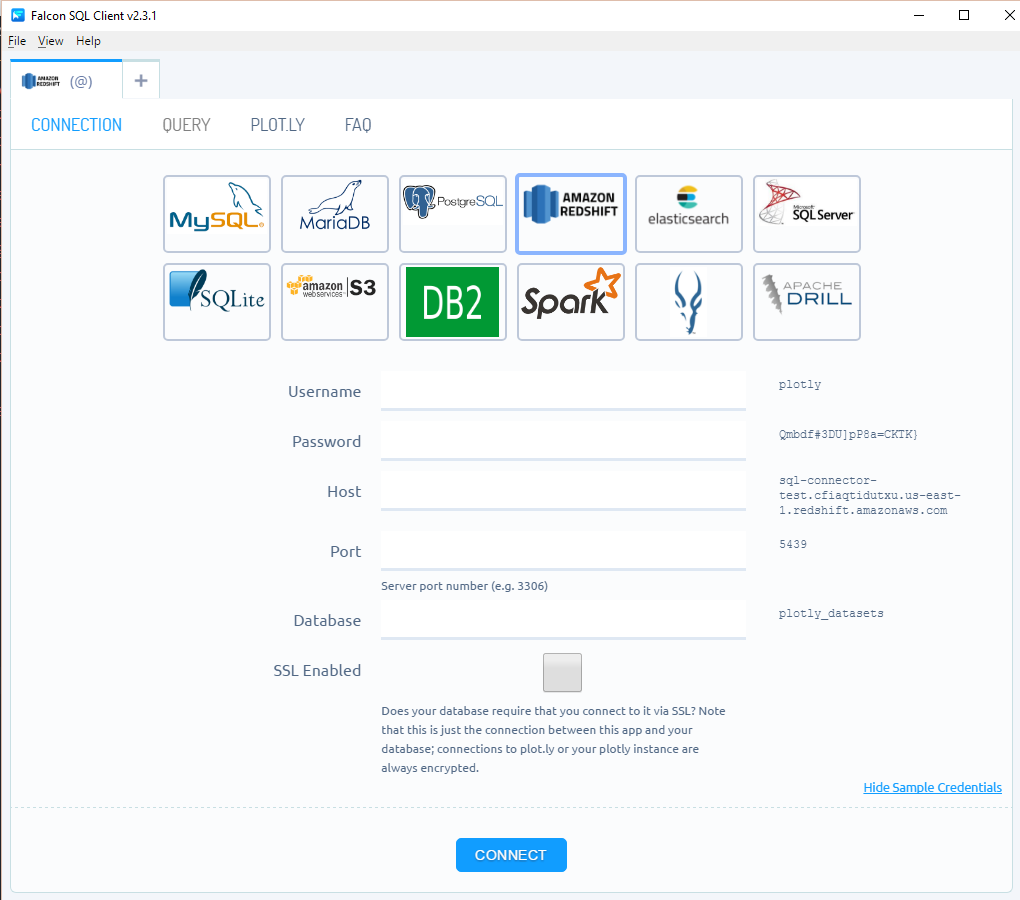 Falcon SQL Client v2.3.1
File View Help
AMAZON REDSHIFT (@) +
CONNECTION QUERY PLOT.LY FAQ
MySQL® MariaDB PostgreSQL AMAZON REDSHIFT elasticsearch Microsoft SQL Server
SQLite amazon web services S3 DB2 Spark APACHE DRILL
Username plotly
Password Qmbdf#3DU]pP8a=CKTK}
Host sql-connector-
test.cfiaqtidutxu.us-east-
1.redshift.amazonaws.com
Port 5439
Server port number (e.g. 3306)
Database plotly_datasets
SSL Enabled
Does your database require that you connect to it via SSL? Note
that this is just the connection between this app and your
database; connections to plot.ly or your plotly instance are
always encrypted.
Hide Sample Credentials
CONNECT